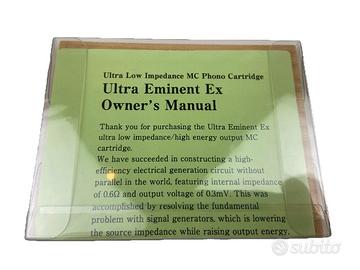 Ultra Low Impedance MC Phono Cartridge
Ultra Eminent Ex
Owner's Manual
Thank you for purchasing the Ultra Eminent Ex
ultra low impedance/high energy output MC
cartridge.
We have succeeded in constructing a high-
efficiency electrical generation circuit without
parallel in the world, featuring internal impedance
of 0.6Ω and output voltage of 0.3mV. This was
accomplished by resolving the fundamental
problem with signal generators, which is lowering
the source impedance while raising output energy.
subito